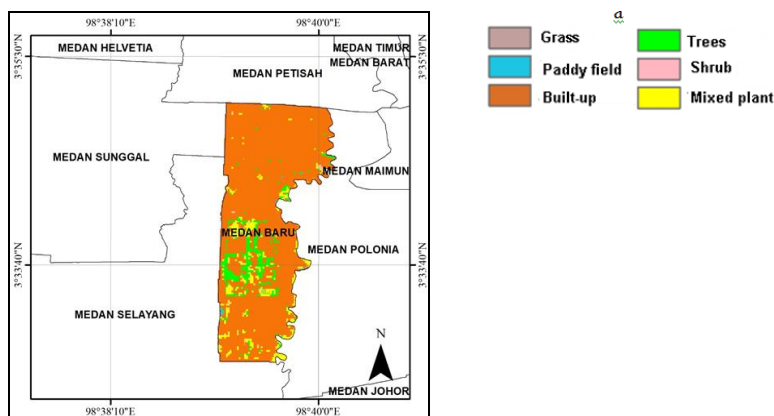 98°38'10"E 98°40'0"E
3°35'30"N
3°35'30"N
MEDAN HELVETIA
MEDAN TIMUR
MEDAN BARAT
MEDAN PETISAH
MEDAN SUNGGAL
MEDAN MAIMUN
MEDAN BARU
MEDAN POLONIA
3°33'40"N
3°33'40"N
MEDAN SELAYANG
N
MEDAN JOHOR
98°38'10"E 98°40'0"E
a
Grass
Paddy field
Built-up
Trees
Shrub
Mixed plant